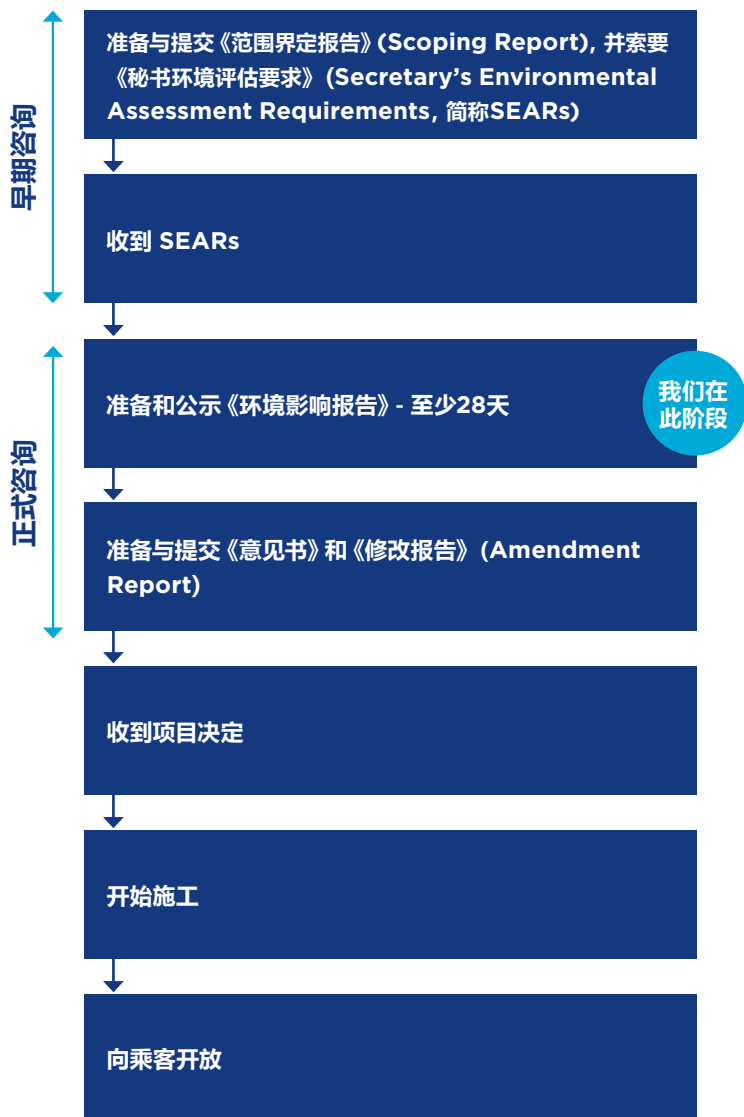 早期咨询
准备与提交《范围界定报告》(Scoping Report), 并索要
《秘书环境评估要求》(Secretary’s Environmental
Assessment Requirements, 简称SEARs)
收到 SEARs
正式咨询
准备和公示《环境影响报告》- 至少28天
我们在
此阶段
准备与提交《意见书》和《修改报告》(Amendment
Report)
收到项目决定
开始施工
向乘客开放